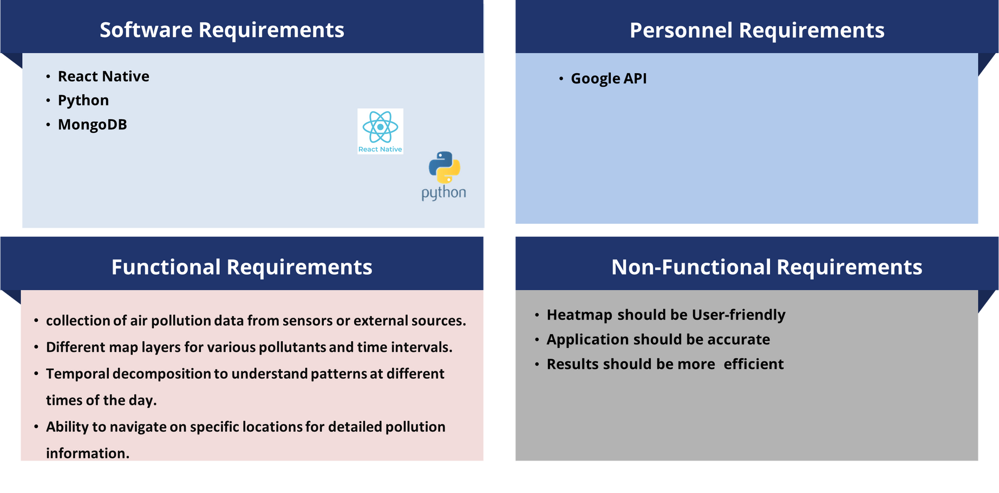 Software Requirements
• React Native
• Python
• MongoDB
React Native
python
Personnel Requirements
• Google API
Functional Requirements
• collection of air pollution data from sensors or external sources.
• Different map layers for various pollutants and time intervals.
• Temporal decomposition to understand patterns at different
times of the day.
• Ability to navigate on specific locations for detailed pollution
information.
Non-Functional Requirements
• Heatmap should be User-friendly
• Application should be accurate
• Results should be more  efficient